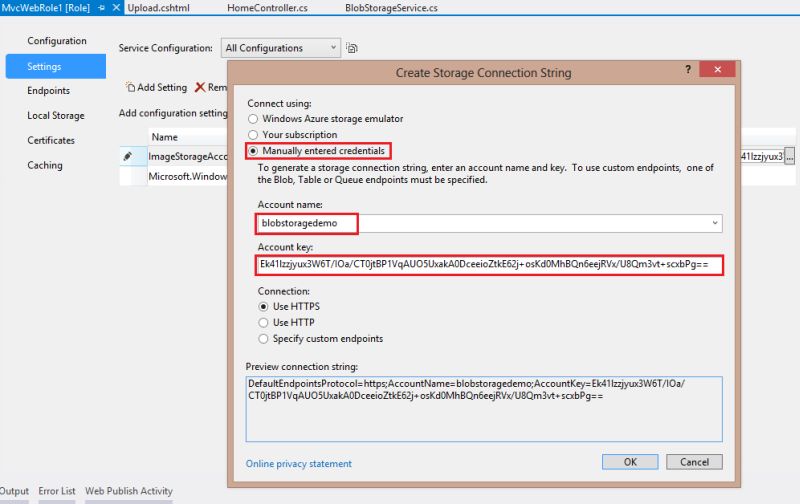 MvcWebRole1 [Role] Upload.cshtml HomeController.cs BlobStorageService.cs
Configuration
Settings
Endpoints
Local Storage
Certificates
Caching
Service Configuration: All Configurations
Add Setting Rem
Add configuration setting
Name
ImageStorageAcco
Microsoft.Window
41Izzjyux3 ...
Create Storage Connection String
? ×
Connect using:
Windows Azure storage emulator
Your subscription
Manually entered credentials
To generate a storage connection string, enter an account name and key. To use custom endpoints, one of
the Blob, Table or Queue endpoints must be specified.
Account name:
blobstoragedemo
Account key:
Ek41Izzjyux3W6T/IOa/CT0jtBP1VqAUO5UxakA0DceeioZtkE62j+osKd0MhBQn6eejRVx/U8Qm3vt+scxbPg==
Connection:
Use HTTPS
Use HTTP
Specify custom endpoints
Preview connection string:
DefaultEndpointsProtocol=https;AccountName=blobstoragedemo;AccountKey=Ek41Izzjyux3W6T/IOa/
CT0jtBP1VqAUO5UxakA0DceeioZtkE62j+osKd0MhBQn6eejRVx/U8Qm3vt+scxbPg==
Online privacy statement
OK Cancel
Output Error List Web Publish Activity